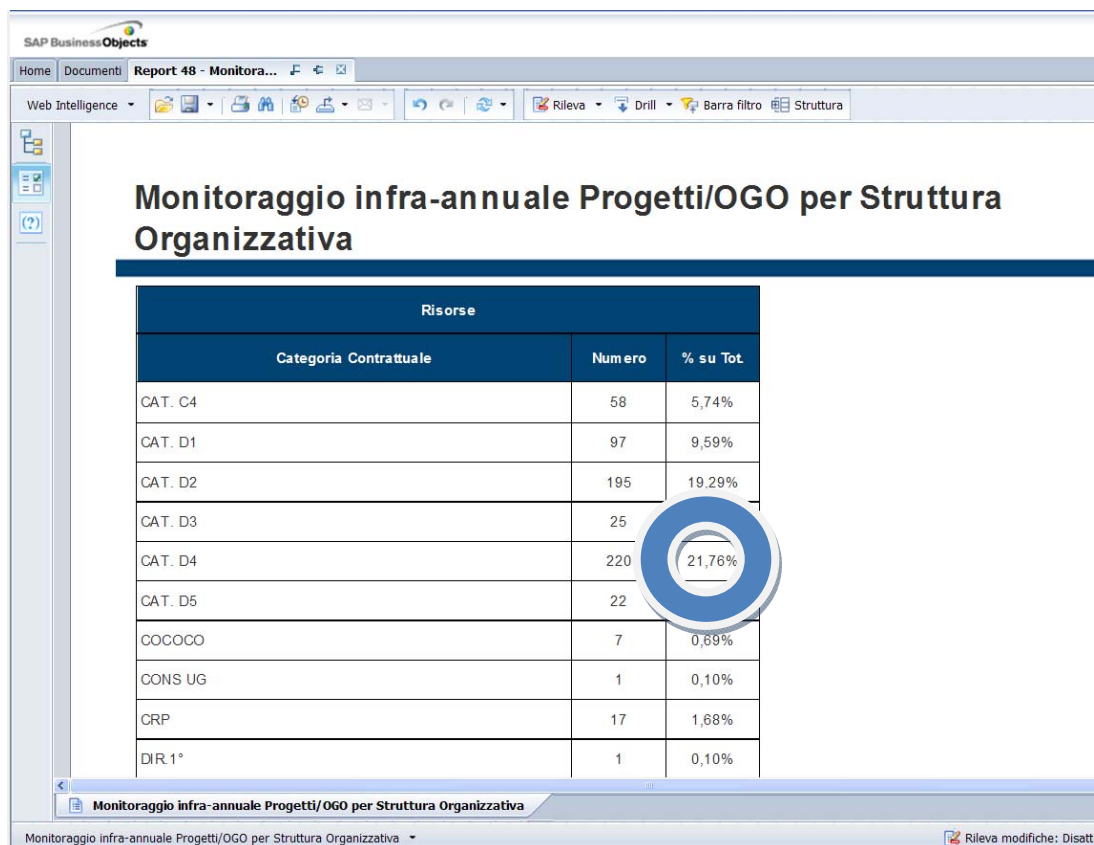 SAP BusinessObjects
Home Documenti Report 48 - Monitora...
Web Intelligence Rileva Drill Barra filtro Struttura
Monitoraggio infra-annuale Progetti/OGO per Struttura
Organizzativa
Risorse
Categoria Contrattuale Numero % su Tot.
CAT. C4 58 5,74%
CAT. D1 97 9,59%
CAT. D2 195 19,29%
CAT. D3 25
CAT. D4 220 21,76%
CAT. D5 22
COCOCO 7 0,69%
CONS UG 1 0,10%
CRP 17 1,68%
DIR.1° 1 0,10%
Monitoraggio infra-annuale Progetti/OGO per Struttura Organizzativa
Monitoraggio infra-annuale Progetti/OGO per Struttura Organizzativa Rileva modifiche: Disatt